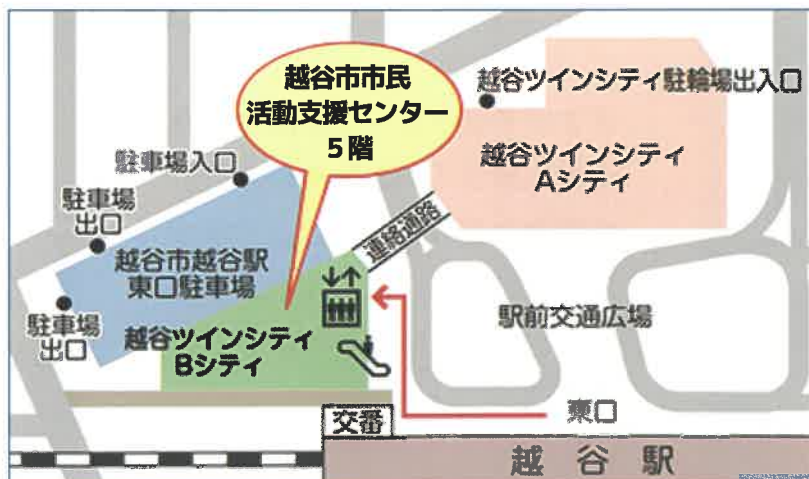 越谷市市民
活動支援センター
5階
越谷ツインシティ駐輪場出入口
越谷ツインシティ
Aシティ
駐車場入口
駐車場
出口
連絡通路
越谷市越谷駅
東口駐車場
駐車場
出口
越谷ツインシティ
Bシティ
駅前交通広場
東口
交番
越谷駅